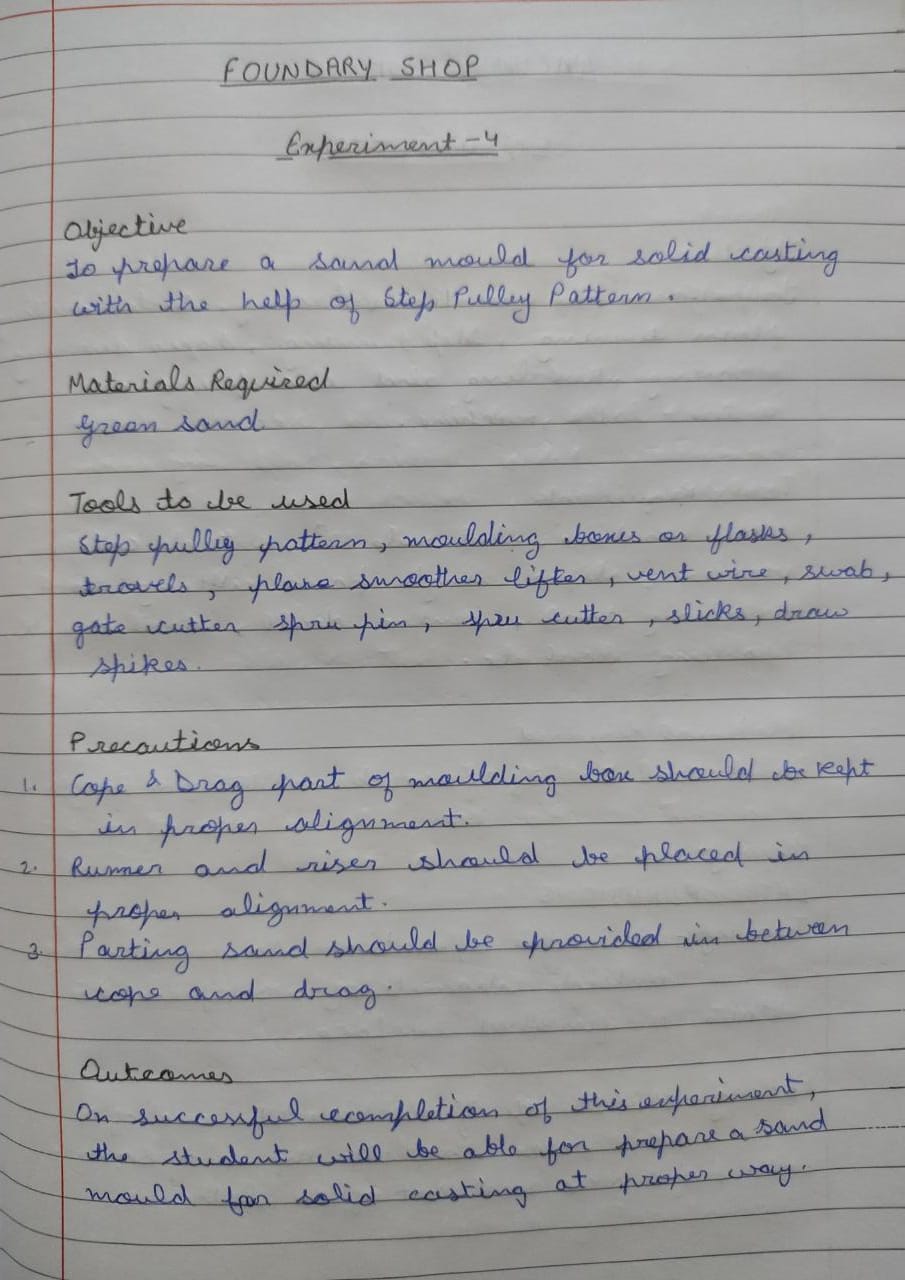 FOUNDARY SHOP
Experiment - 4
Objective
To prepare a sand mould for solid casting
with the help of Step Pulley Pattern.
Materials Required
Green sand
Tools to be used
Step pulley pattern, moulding boxes or flasks,
trowels, plane smoother lifter, vent wire, swab,
gate cutter spru pin, spru cutter, slicks, draw
spikes.
Precautions
1. Cope & Drag part of moulding box should be kept
in proper alignment.
2. Runner and riser should be placed in
proper alignment.
3. Parting sand should be provided in between
cope and drag.
Outcomes
On successful completion of this experiment,
the student will be able for prepare a sand
mould for solid casting at proper way.